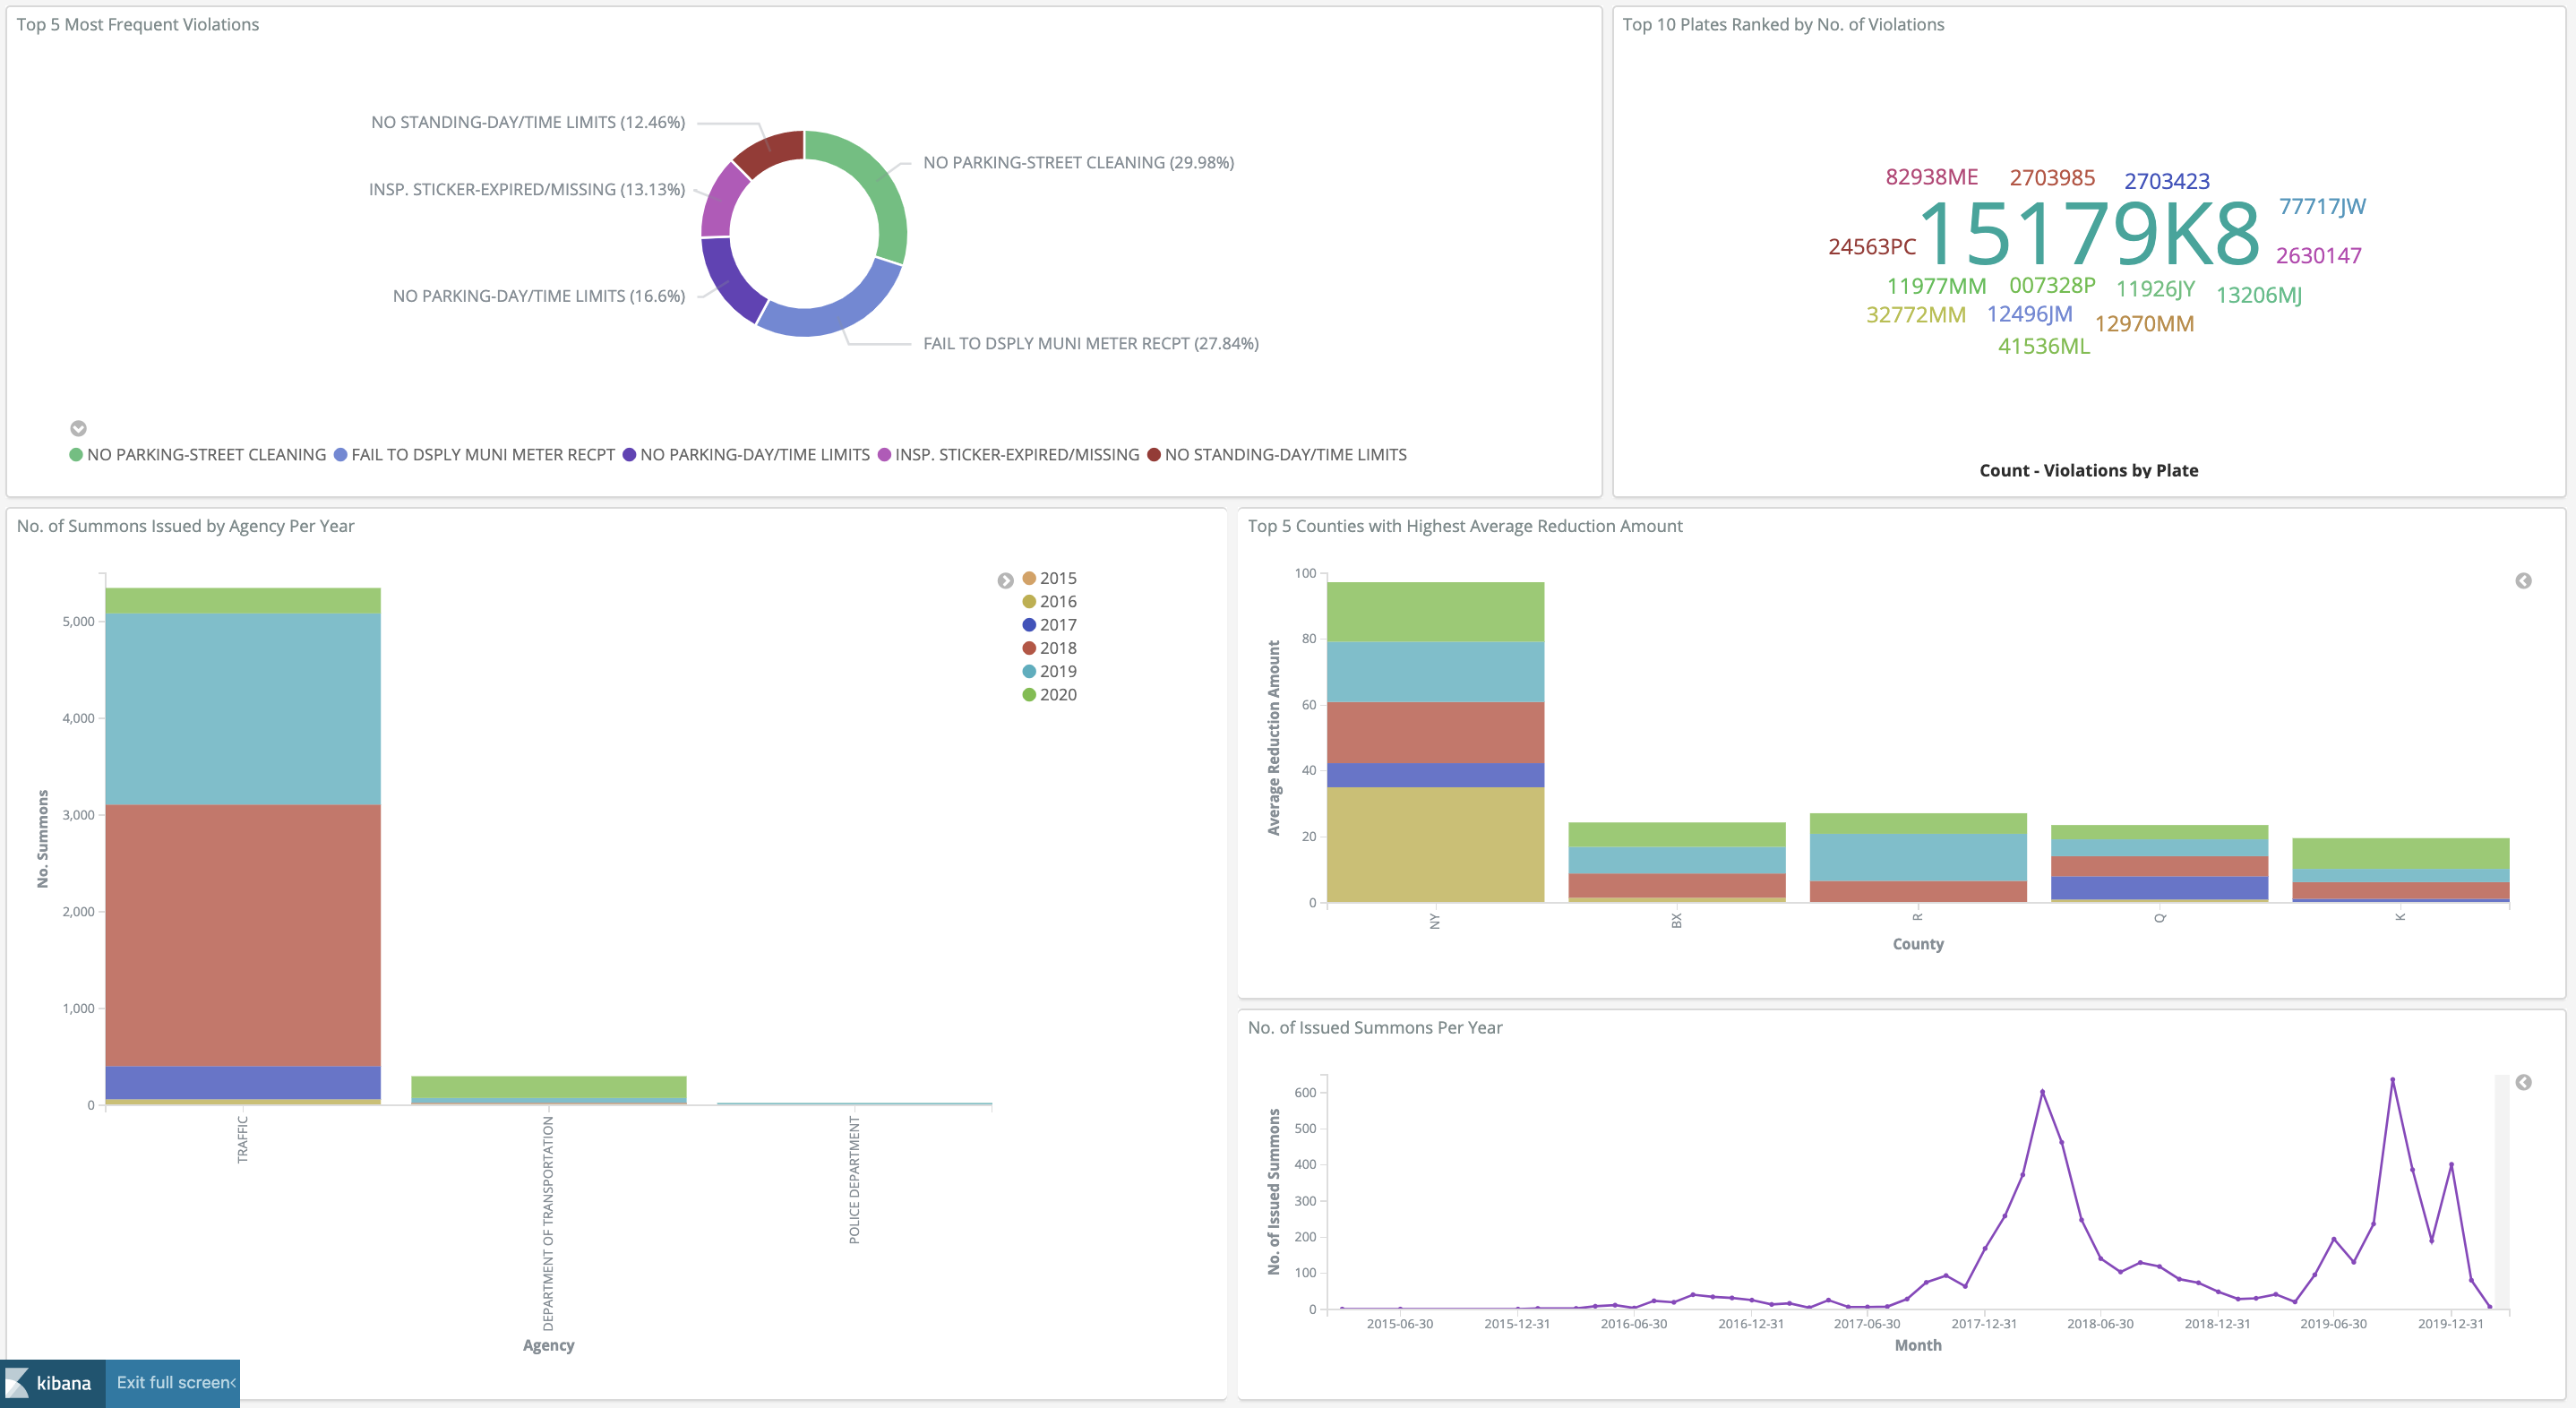 Top 5 Most Frequent Violations
NO STANDING-DAY/TIME LIMITS (12.46%)
NO PARKING-STREET CLEANING (29.98%)
INSP. STICKER-EXPIRED/MISSING (13.13%)
NO PARKING-DAY/TIME LIMITS (16.6%)
FAIL TO DSPLY MUNI METER RECPT (27.84%)
NO PARKING-STREET CLEANING FAIL TO DSPLY MUNI METER RECPT NO PARKING-DAY/TIME LIMITS INSP. STICKER-EXPIRED/MISSING NO STANDING-DAY/TIME LIMITS
Top 10 Plates Ranked by No. of Violations
82938ME 2703985 2703423
77717JW
24563PC 15179K8 2630147
11977MM 007328P 11926JY 13206MJ
32772MM 12496JM 12970MM
41536ML
Count - Violations by Plate
No. of Summons Issued by Agency Per Year
No. Summons
5,000
4,000
3,000
2,000
1,000
0
TRAFFIC
DEPARTMENT OF TRANSPORTATION
POLICE DEPARTMENT
Agency
2015
2016
2017
2018
2019
2020
Top 5 Counties with Highest Average Reduction Amount
Average Reduction Amount
100
80
60
40
20
0
NY
BX
R
Q
K
County
No. of Issued Summons Per Year
No. of Issued Summons
600
500
400
300
200
100
0
2015-06-30 2015-12-31 2016-06-30 2016-12-31 2017-06-30 2017-12-31 2018-06-30 2018-12-31 2019-06-30 2019-12-31
Month
kibana Exit full screen